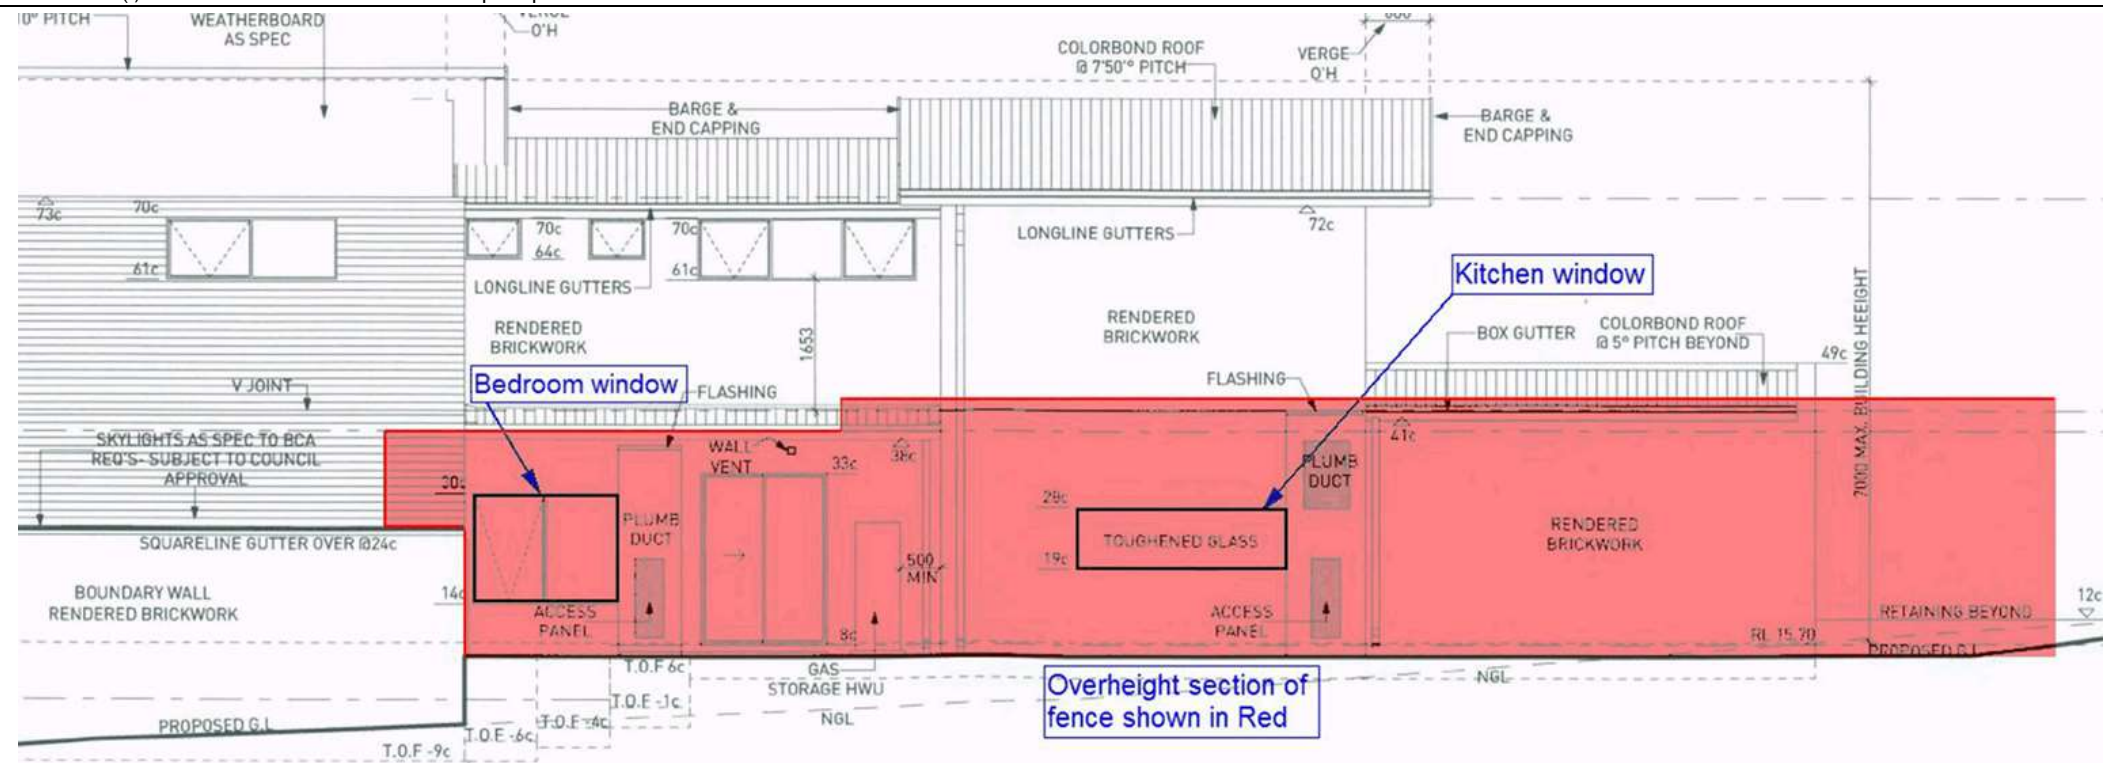 10° PITCH
WEATHERBOARD
AS SPEC
VERGE
O'H
COLORBOND ROOF
@ 7'50'° PITCH
VERGE
O'H
600
BARGE &
END CAPPING
BARGE &
END CAPPING
73c
70c
61c
70c
64c
70c
61c
LONGLINE GUTTERS
72c
LONGLINE GUTTERS
Kitchen window
RENDERED
BRICKWORK
1653
RENDERED
BRICKWORK
BOX GUTTER
COLORBOND ROOF
@ 5° PITCH BEYOND
49c
7000 MAX. BUILDING HEEIGHT
V JOINT
Bedroom window
FLASHING
FLASHING
SKYLIGHTS AS SPEC TO BCA
REQ'S- SUBJECT TO COUNCIL
APPROVAL
WALL
VENT
38c
33c
41c
30c
PLUMB
DUCT
PLUMB
DUCT
28c
TOUGHENED GLASS
19c
RENDERED
BRICKWORK
SQUARELINE GUTTER OVER @24c
500
MIN
BOUNDARY WALL
RENDERED BRICKWORK
14c
ACCESS
PANEL
8c
ACCESS
PANEL
RETAINING BEYOND
12c
RL 15.70
PROPOSED G.L
T.O.F 6c
GAS
STORAGE HWU
Overheight section of
fence shown in Red
NGL
T.O.F -1c
NGL
T.O.F -4c
PROPOSED G.L
T.O.F -6c
T.O.F -9c